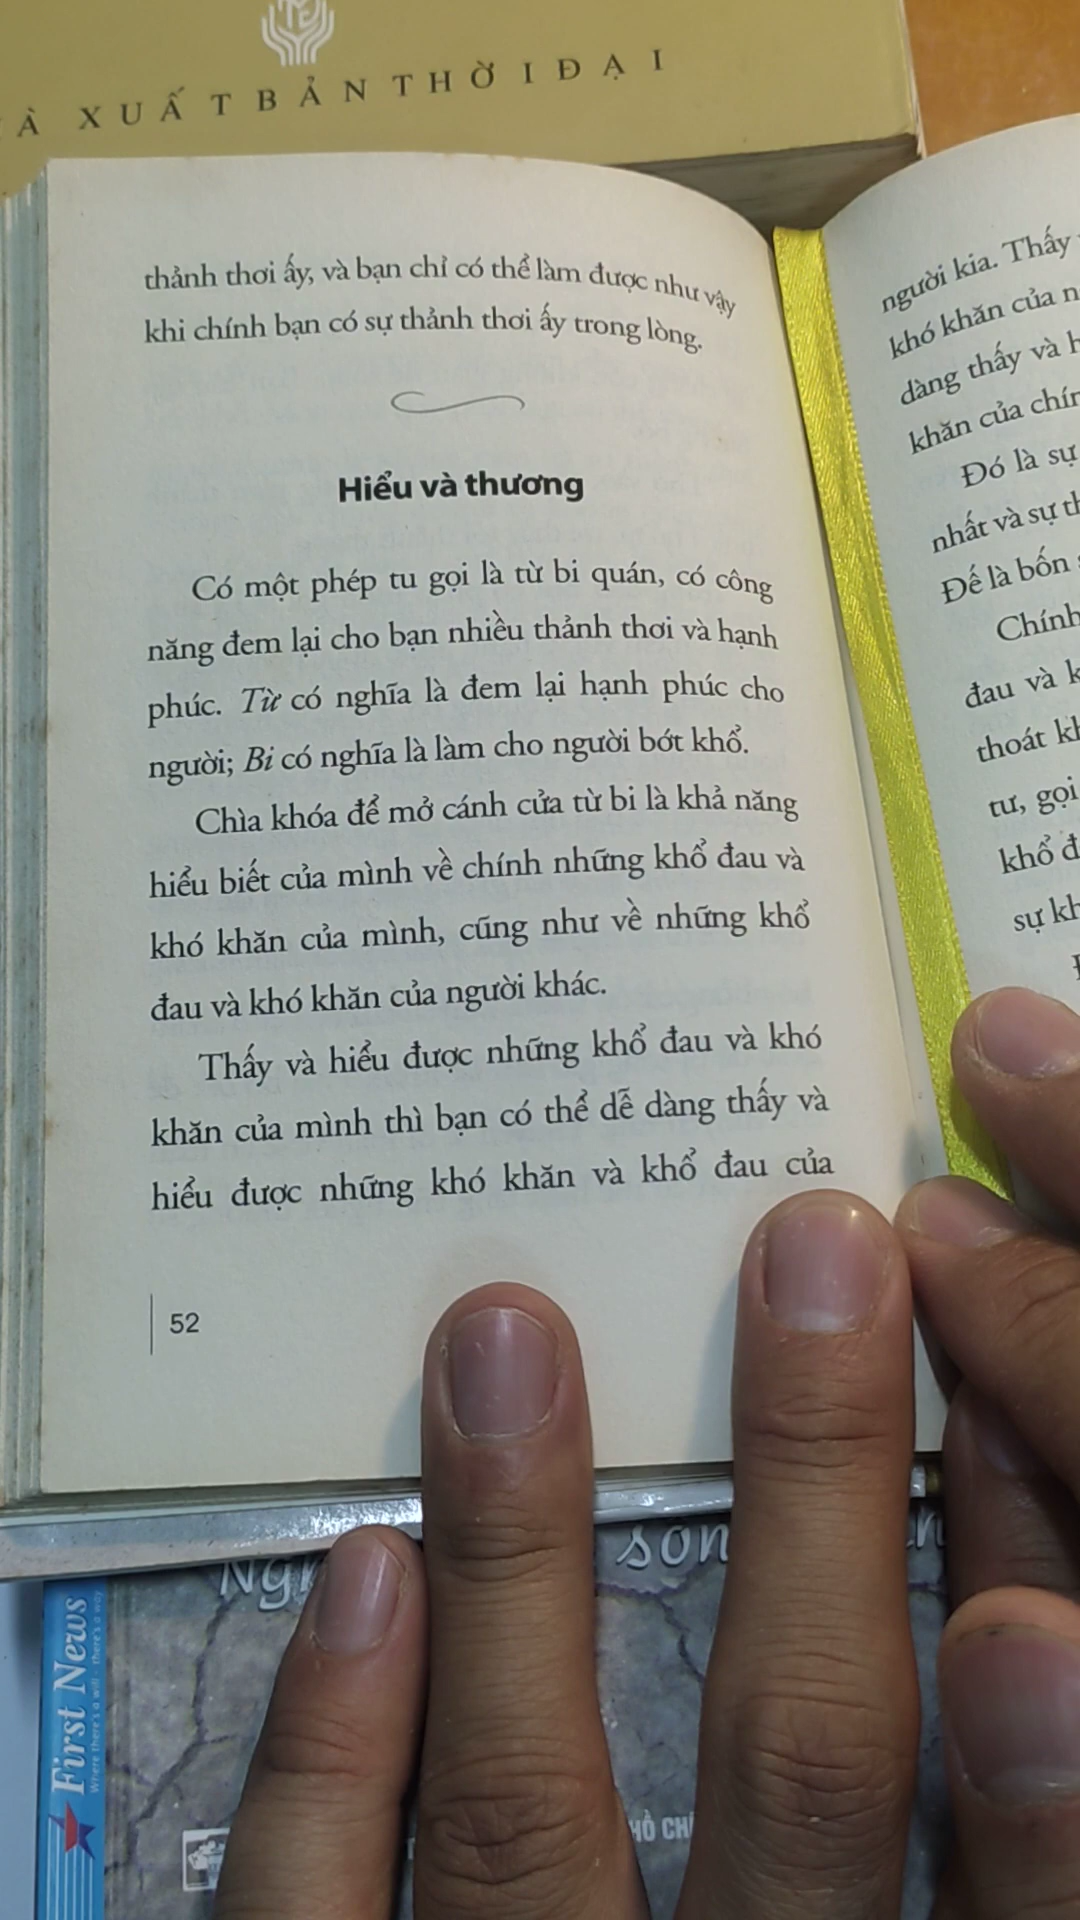 XUẤT BẢN THỜI ĐẠI
thảnh thơi ấy, và bạn chỉ có thể làm được như vậy
khi chính bạn có sự thảnh thơi ấy trong lòng.
Hiểu và thương
Có một phép tu gọi là từ bi quán, có công
năng đem lại cho bạn nhiều thảnh thơi và hạnh
phúc. Từ có nghĩa là đem lại hạnh phúc cho
người; Bi có nghĩa là làm cho người bớt khổ.
Chìa khóa để mở cánh cửa từ bi là khả năng
hiểu biết của mình về chính những khổ đau và
khó khăn của mình, cũng như về những khổ
đau và khó khăn của người khác.
Thấy và hiểu được những khổ đau và khó
khăn của mình thì bạn có thể dễ dàng thấy và
hiểu được những khó khăn và khổ đau của
52
người kia. Thấy
khó khăn của
dàng thấy và
khăn của
Đó là sự
nhất và sự
Đế là bốn
Chính
đau và
thoát
tư, gọi
khổ
sự
First News
Where there's a will - there's a way
HỒ